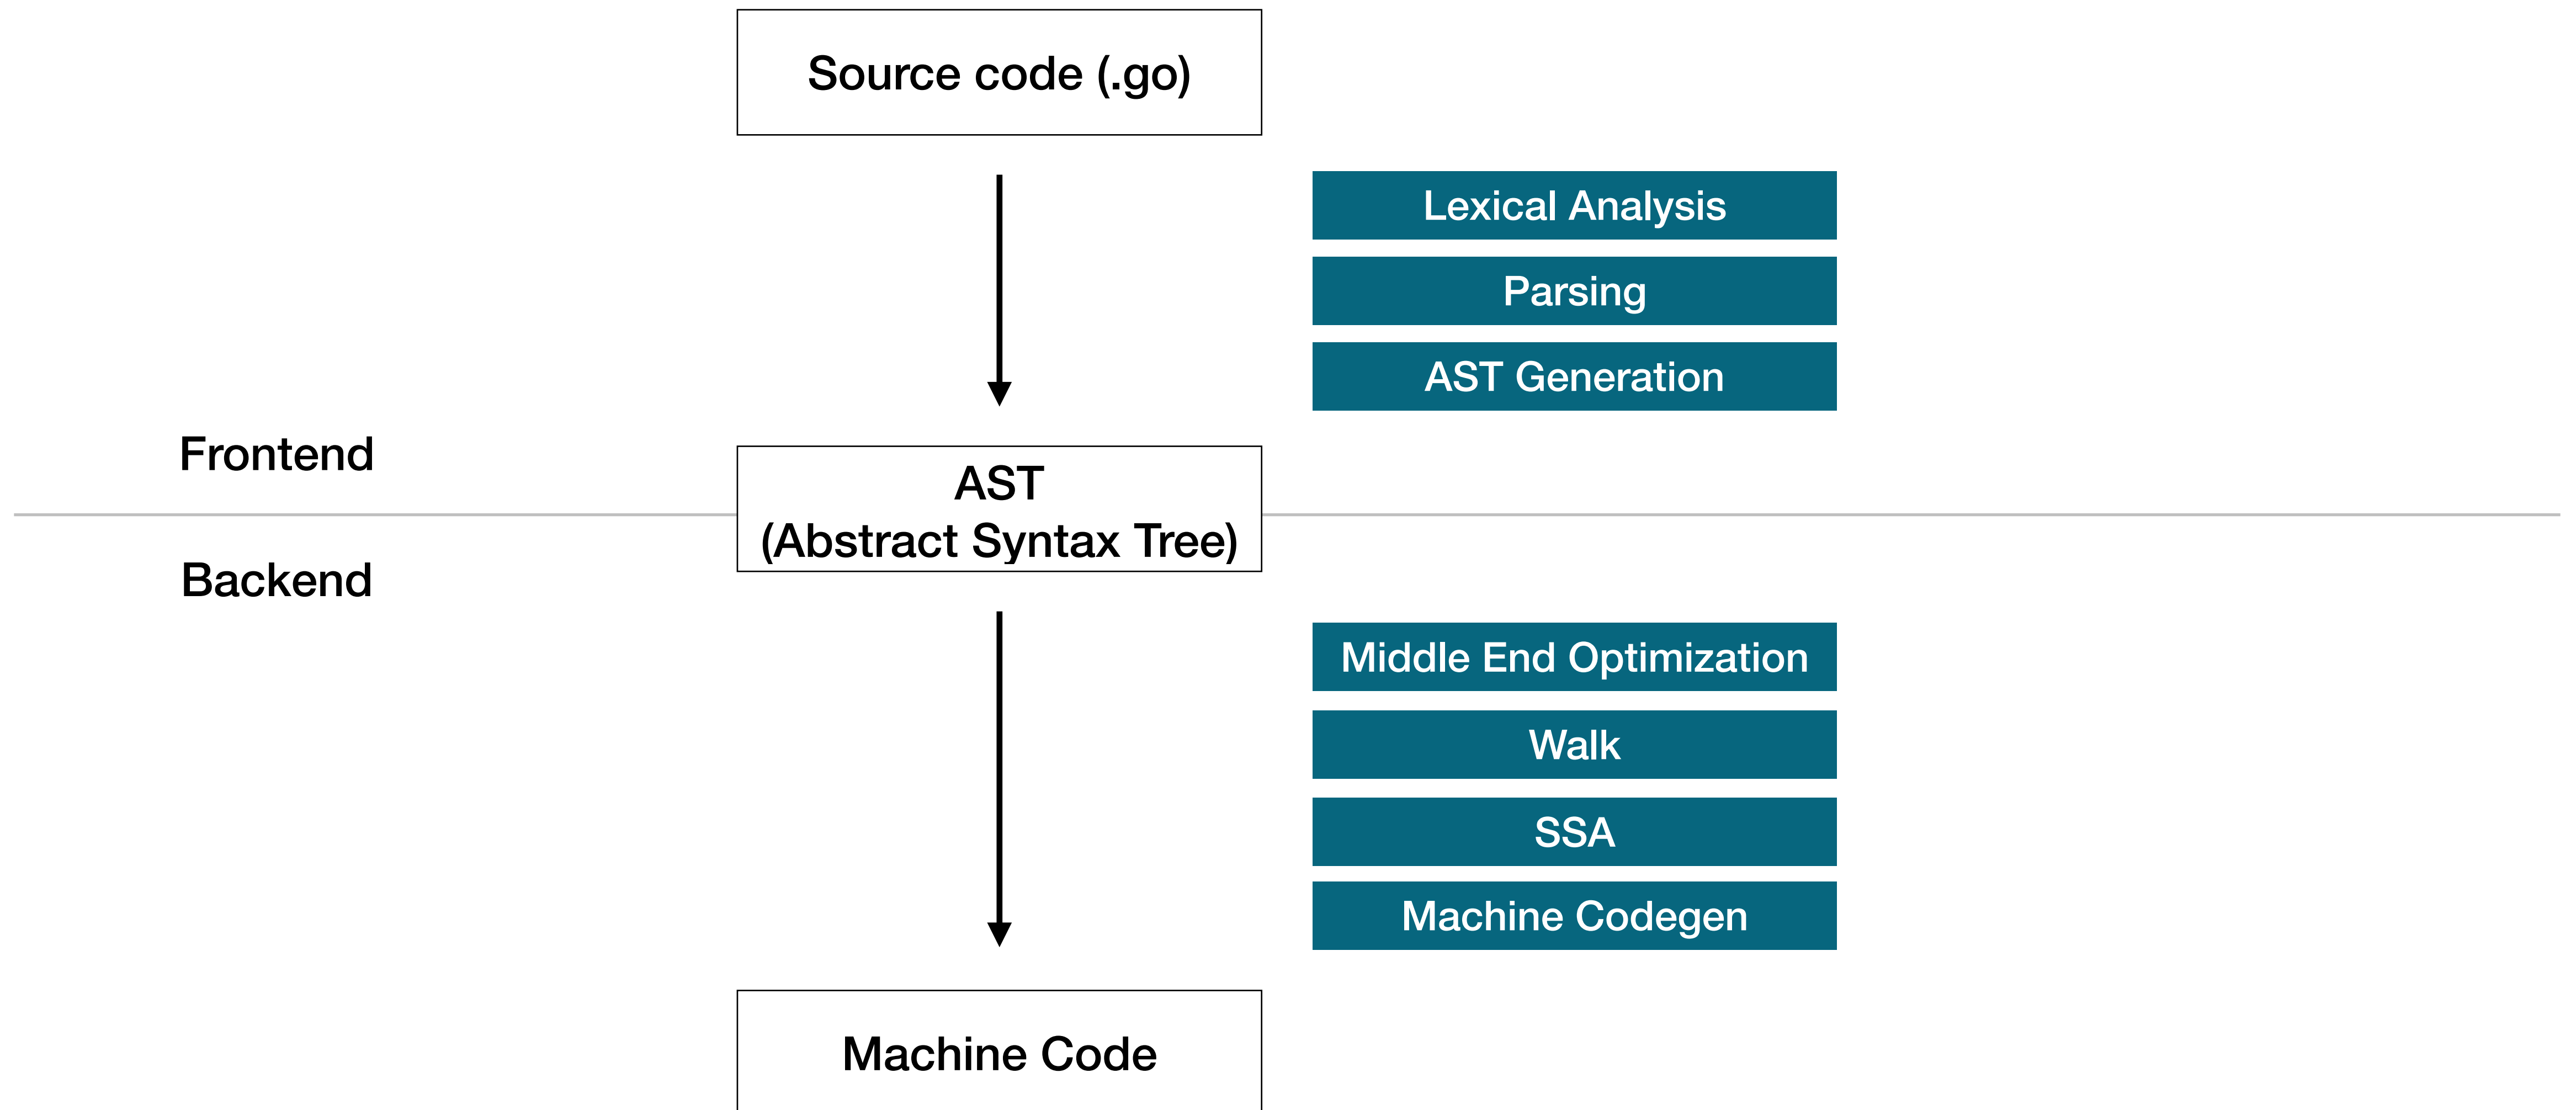 Source code (.go)
Lexical Analysis
Parsing
AST Generation
Frontend
AST
(Abstract Syntax Tree)
Backend
Middle End Optimization
Walk
SSA
Machine Codegen
Machine Code